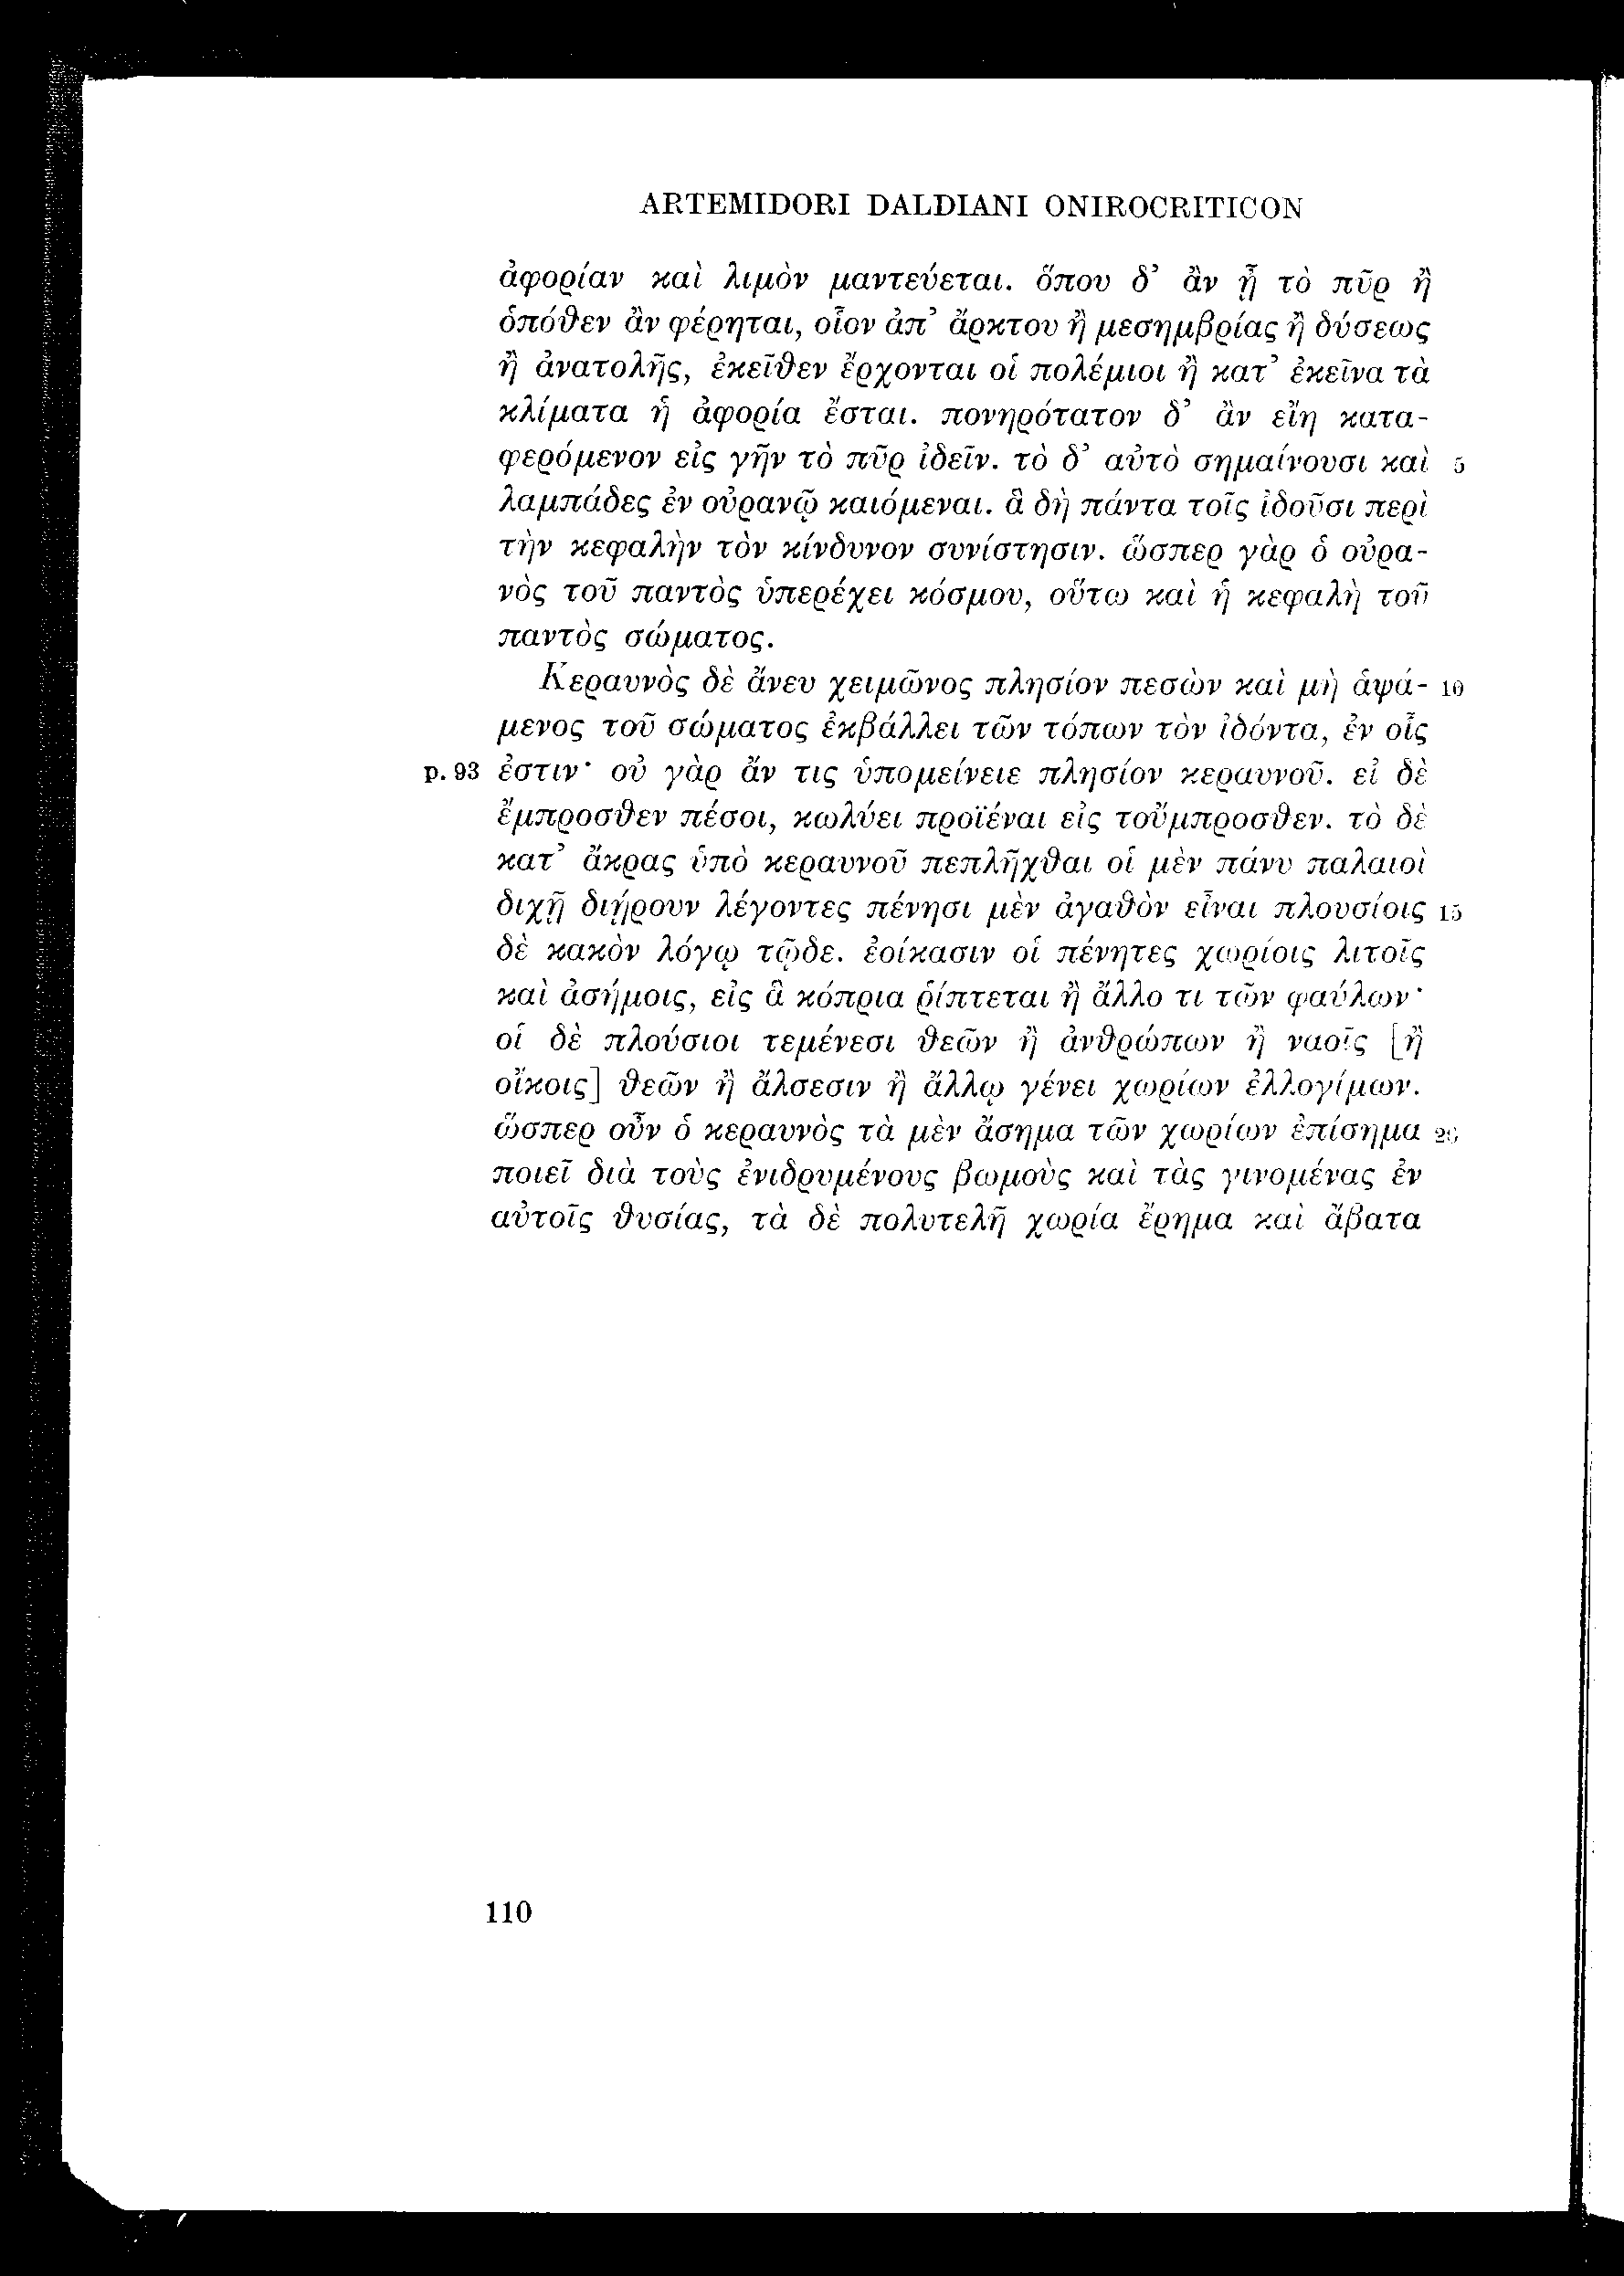 ARTEMIDORI DALDIANI ONIROCRITICON
ἀφορίαν καὶ λιμὸν μαντεύεται. ὅπου δ’ ἂν ᾖ τὸ πῦρ ἢ
ὁπόθεν ἂν φέρηται, οἷον ἀπ’ ἄρκτου ἢ μεσημβρίας ἢ δύσεως
ἢ ἀνατολῆς, ἐκεῖθεν ἔρχονται οἱ πολέμιοι ἢ κατ’ ἐκεῖνα τὰ
κλίματα ἡ ἀφορία ἔσται. πονηρότατον δ’ ἂν εἴη κατα-
φερόμενον εἰς γῆν τὸ πῦρ ἰδεῖν. τὸ δ’ αὐτὸ σημαίνουσι καὶ 5
λαμπάδες ἐν οὐρανῷ καιόμεναι. ἃ δὴ πάντα τοῖς ἰδοῦσι περὶ
τὴν κεφαλὴν τὸν κίνδυνον συνίστησιν. ὥσπερ γὰρ ὁ οὐρα-
νὸς τοῦ παντὸς ὑπερέχει κόσμου, οὕτω καὶ ἡ κεφαλὴ τοῦ
παντὸς σώματος.
Κεραυνὸς δὲ ἄνευ χειμῶνος πλησίον πεσὼν καὶ μὴ ἁψά- 10
μενος τοῦ σώματος ἐκβάλλει τῶν τόπων τὸν ἰδόντα, ἐν οἷς
p. 93 ἐστιν· οὐ γὰρ ἄν τις ὑπομείνειε πλησίον κεραυνοῦ. εἰ δὲ
ἔμπροσθεν πέσοι, κωλύει προϊέναι εἰς τοὔμπροσθεν. τὸ δὲ
κατ’ ἄκρας ὑπὸ κεραυνοῦ πεπλῆχθαι οἱ μὲν πάνυ παλαιοὶ
διχῇ διῄρουν λέγοντες πένησι μὲν ἀγαθὸν εἶναι πλουσίοις 15
δὲ κακὸν λόγῳ τῷδε. ἐοίκασιν οἱ πένητες χωρίοις λιτοῖς
καὶ ἀσήμοις, εἰς ἃ κόπρια ῥίπτεται ἢ ἄλλο τι τῶν φαύλων·
οἱ δὲ πλούσιοι τεμένεσι θεῶν ἢ ἀνθρώπων ἢ ναοῖς [ἢ
οἴκοις] θεῶν ἢ ἄλσεσιν ἢ ἄλλῳ γένει χωρίων ἐλλογίμων.
ὥσπερ οὖν ὁ κεραυνὸς τὰ μὲν ἄσημα τῶν χωρίων ἐπίσημα 20
ποιεῖ διὰ τοὺς ἐνιδρυμένους βωμοὺς καὶ τὰς γινομένας ἐν
αὐτοῖς θυσίας, τὰ δὲ πολυτελῆ χωρία ἔρημα καὶ ἄβατα
110